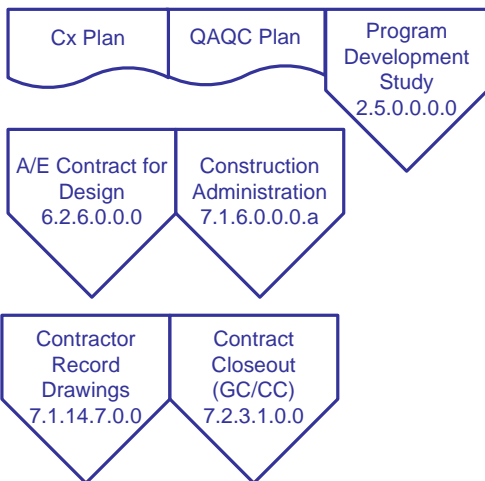 Cx Plan
QAQC Plan
Program
Development
Study
2.5.0.0.0.0
A/E Contract for
Design
6.2.6.0.0.0
Construction
Administration
7.1.6.0.0.0.a
Contractor
Record
Drawings
7.1.14.7.0.0
Contract
Closeout
(GC/CC)
7.2.3.1.0.0